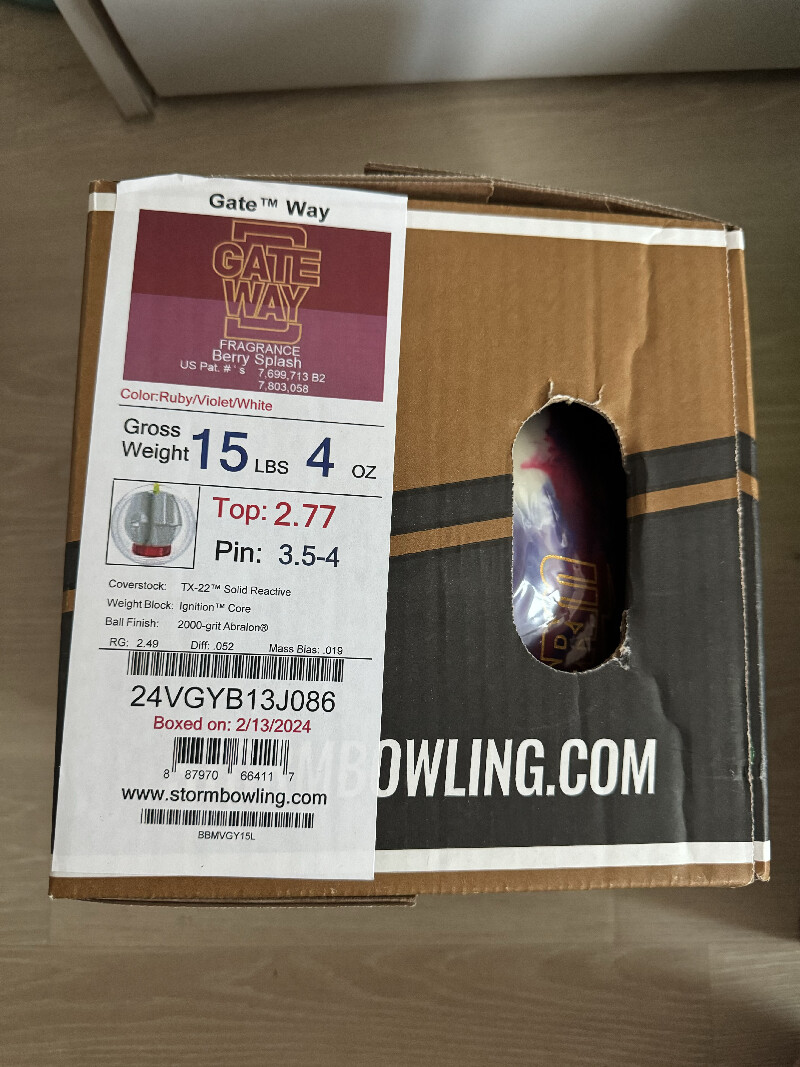 Gate™ Way
GATE
WAY
FRAGRANCE
Berry Splash
US Pat. #'s 7,699,713 B2
7,803,058
Color:Ruby/Violet/White
Gross
Weight 15 LBS 4 OZ
Top: 2.77
Pin: 3.5-4
Coverstock: TX-22™ Solid Reactive
Weight Block: Ignition™ Core
Ball Finish: 2000-grit Abralon®
RG: 2.49 Diff: .052 Mass Bias: .019
24VGYB13J086
Boxed on: 2/13/2024
8 87970 66411 7
www.stormbowling.com
BBMVGY15L
MBOWLING.COM